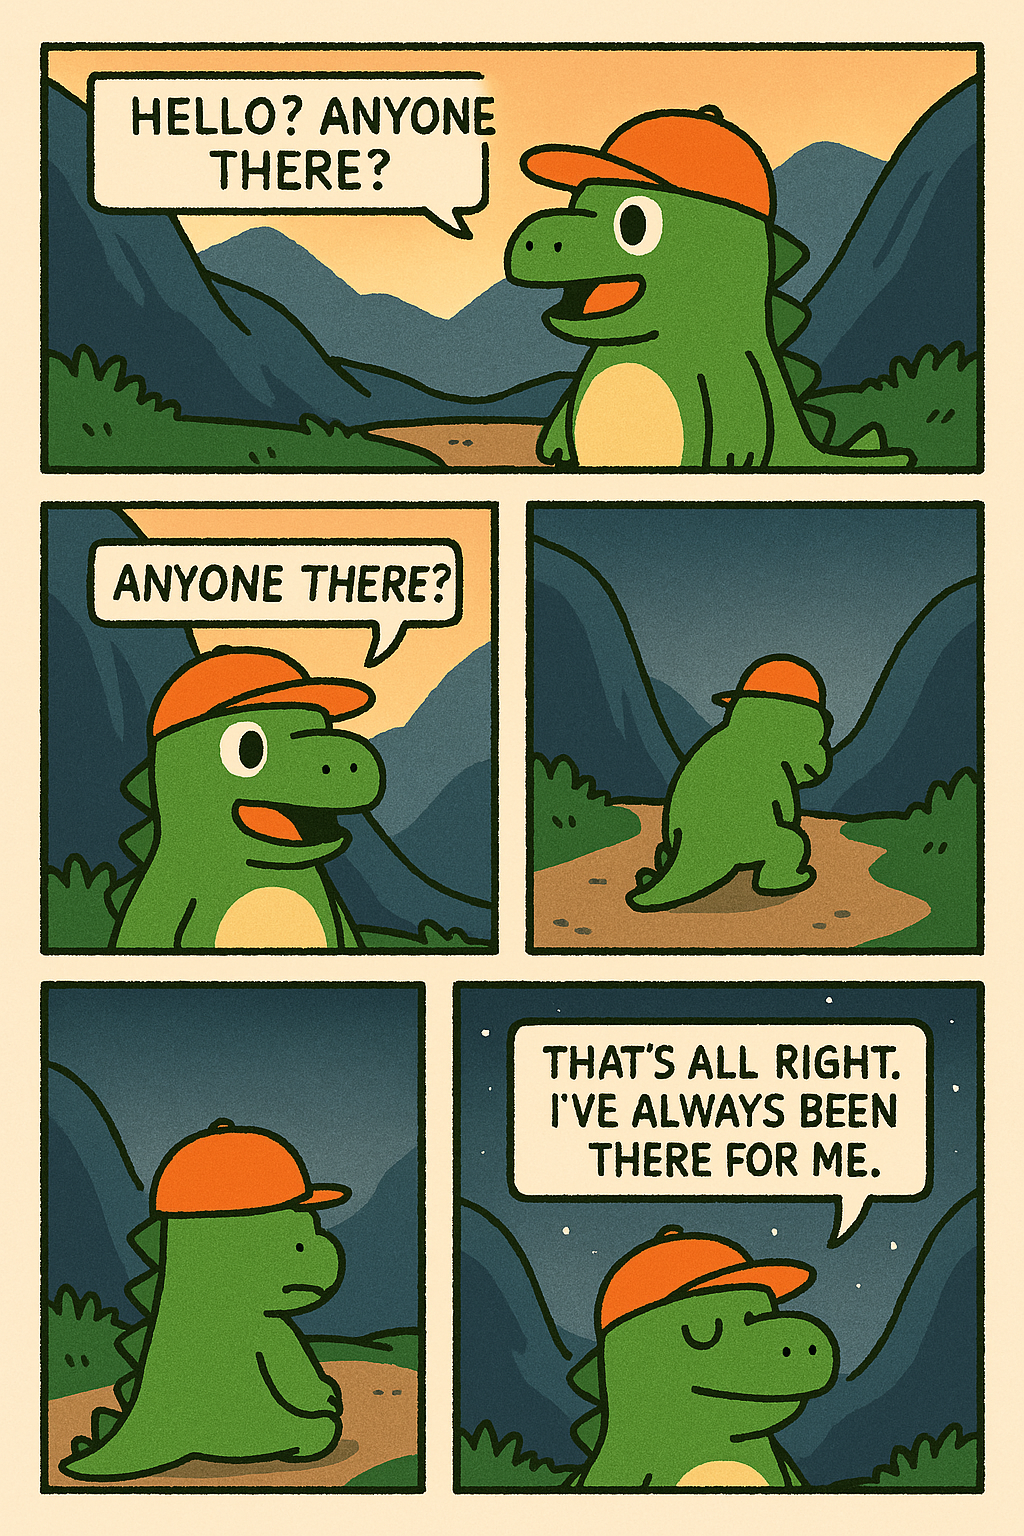 HELLO? ANYONE
THERE?
ANYONE THERE?
THAT'S ALL RIGHT.
I'VE ALWAYS BEEN
THERE FOR ME.